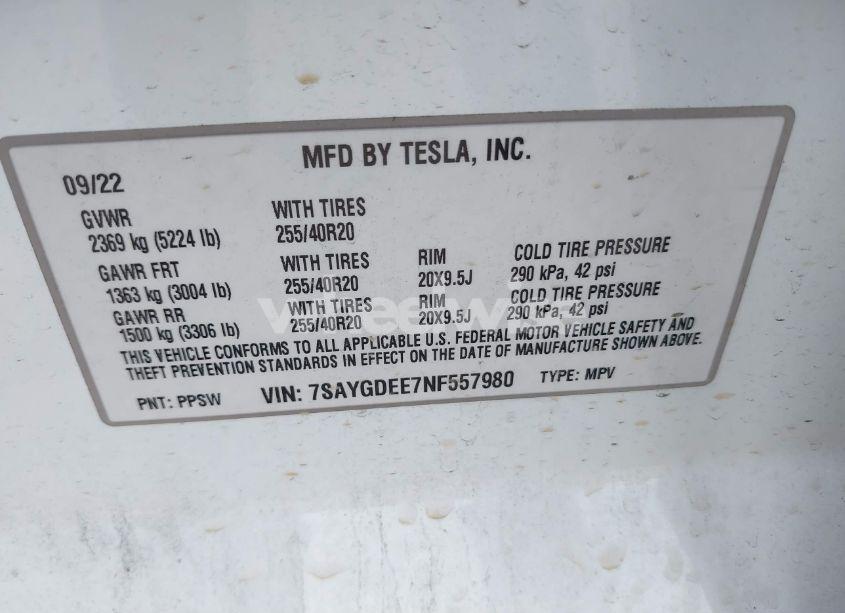 MFD BY TESLA, INC.
09/22
GVWR WITH TIRES
2369 kg (5224 lb) 255/40R20
GAWR FRT WITH TIRES RIM COLD TIRE PRESSURE
1363 kg (3004 lb) 255/40R20 20X9.5J 290 kPa, 42 psi
GAWR RR WITH TIRES RIM COLD TIRE PRESSURE
1500 kg (3306 lb) 255/40R20 20X9.5J 290 kPa, 42 psi
THIS VEHICLE CONFORMS TO ALL APPLICABLE U.S. FEDERAL MOTOR VEHICLE SAFETY AND
THEFT PREVENTION STANDARDS IN EFFECT ON THE DATE OF MANUFACTURE SHOWN ABOVE.
PNT: PPSW VIN: 7SAYGDEE7NF557980 TYPE: MPV